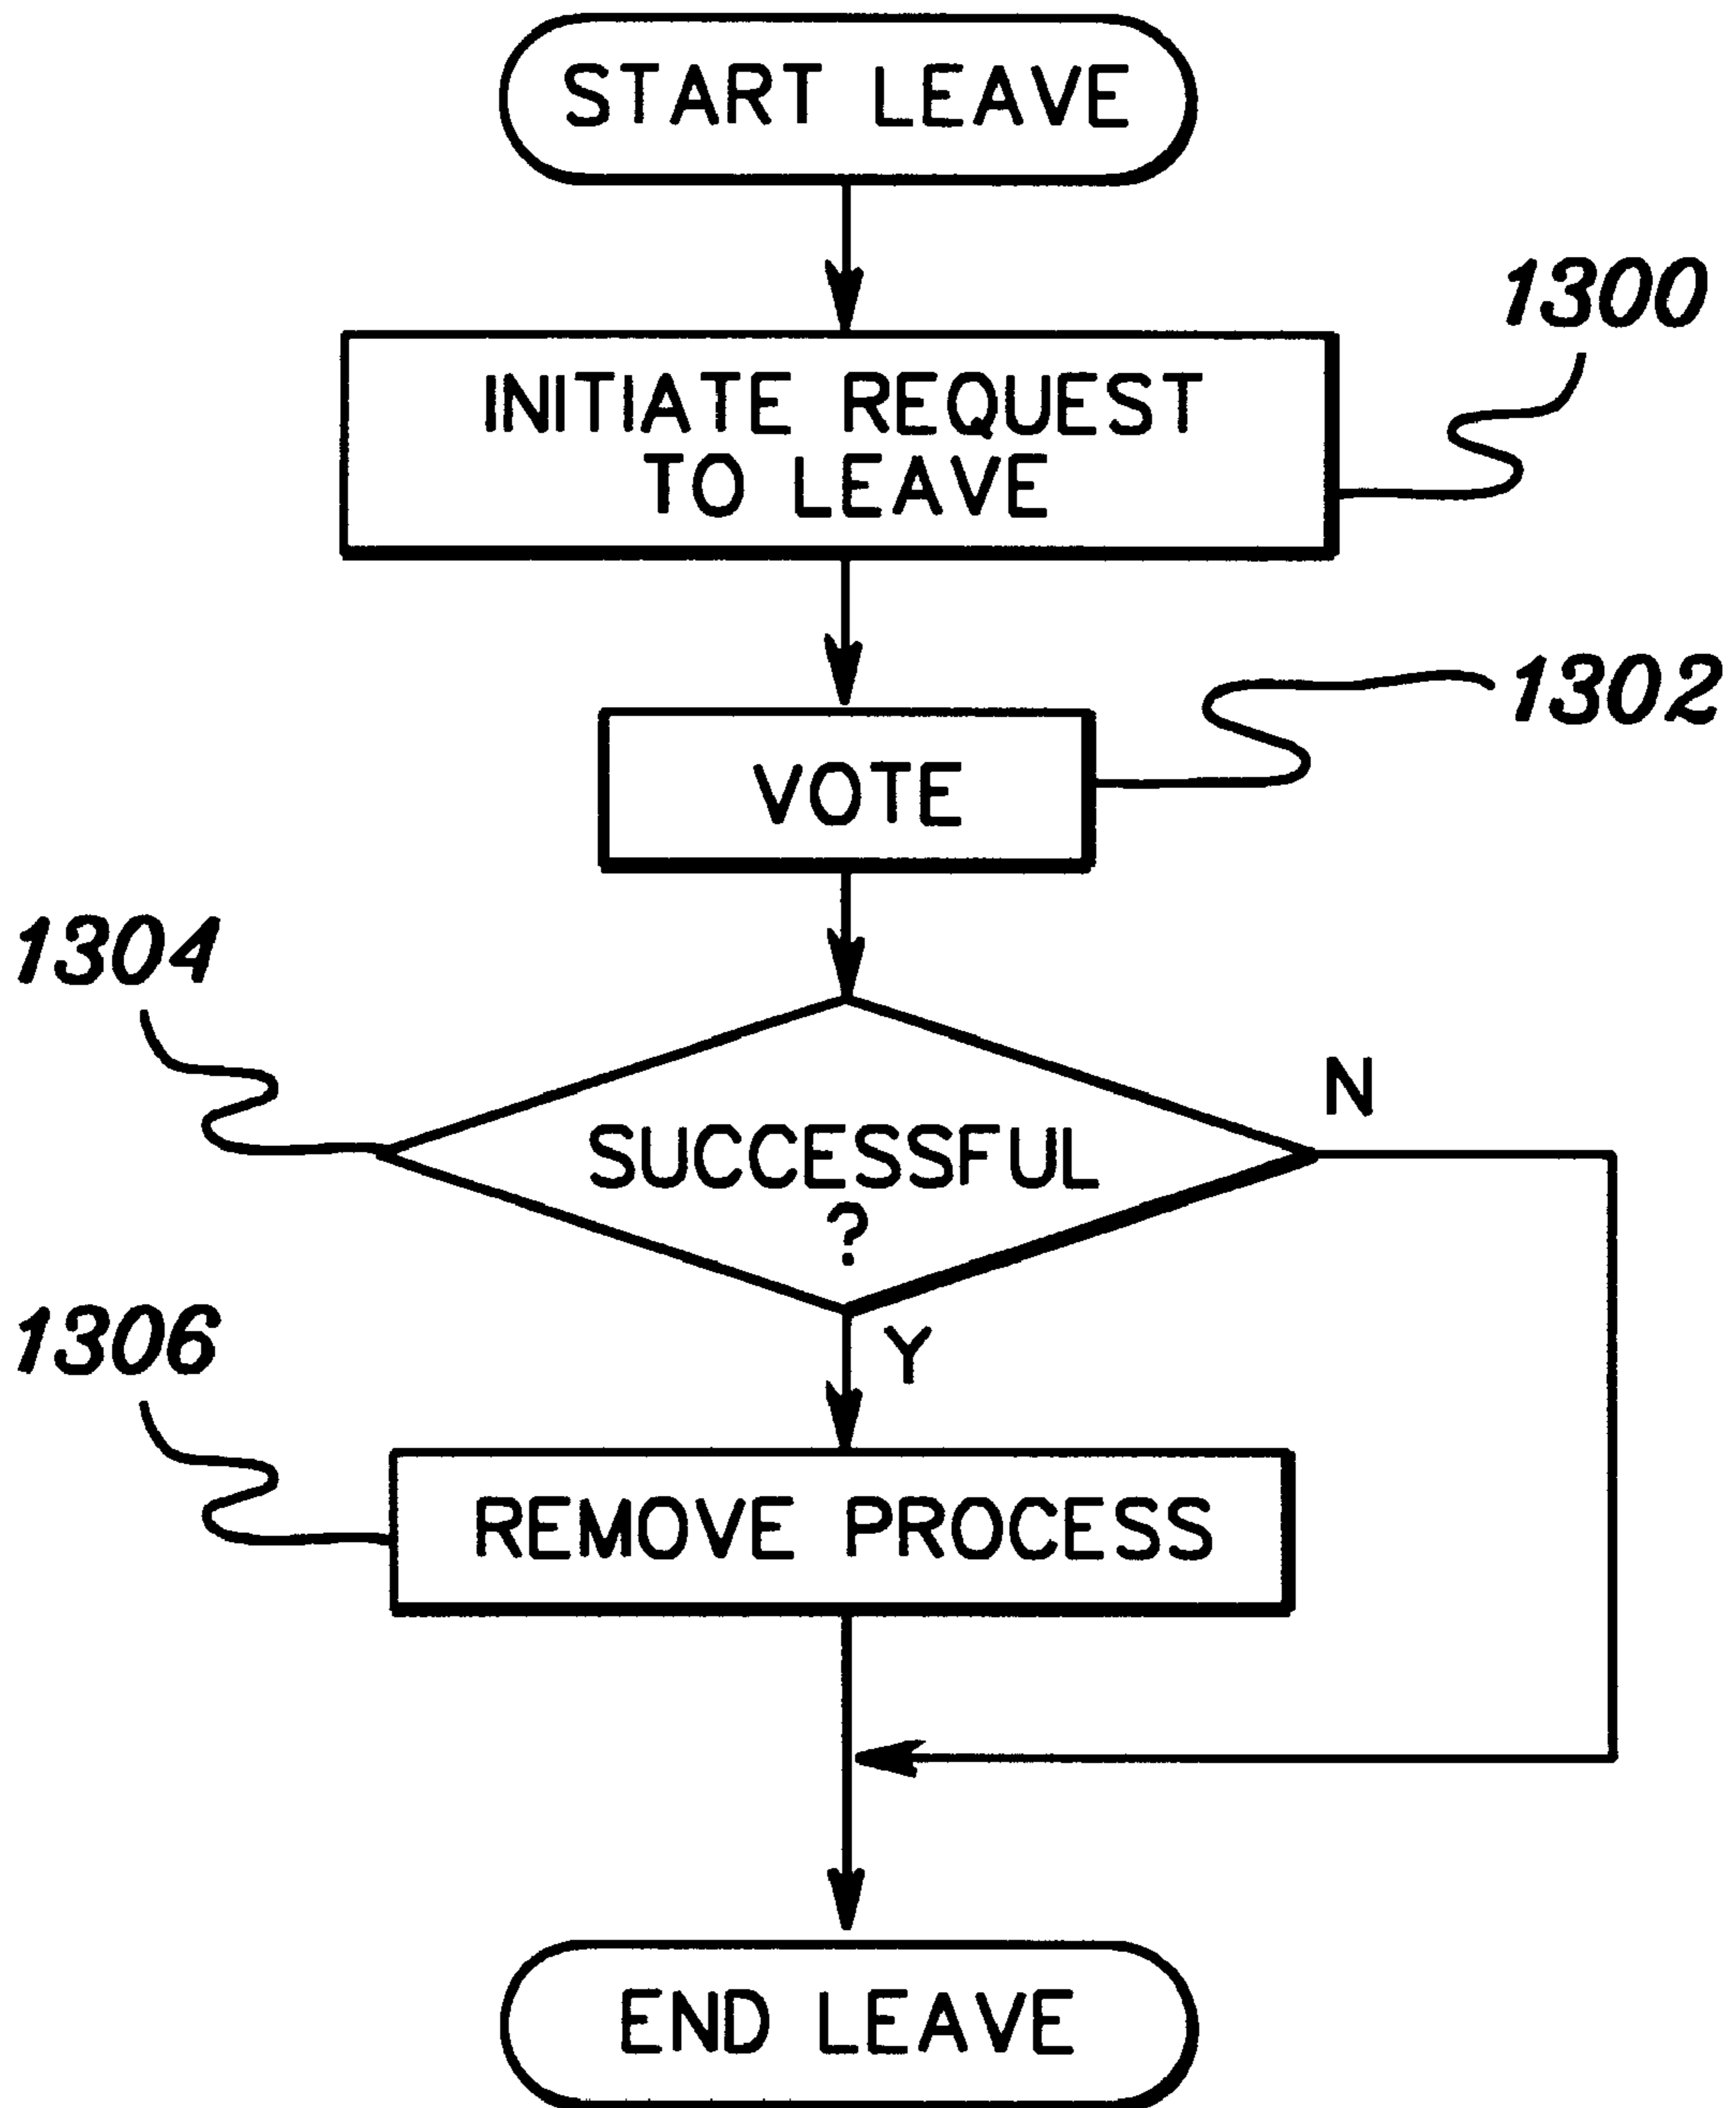 START LEAVE
1300
INITIATE REQUEST
TO LEAVE
1302
VOTE
1304
N
SUCCESSFUL
?
1306
Y
REMOVE PROCESS
END LEAVE